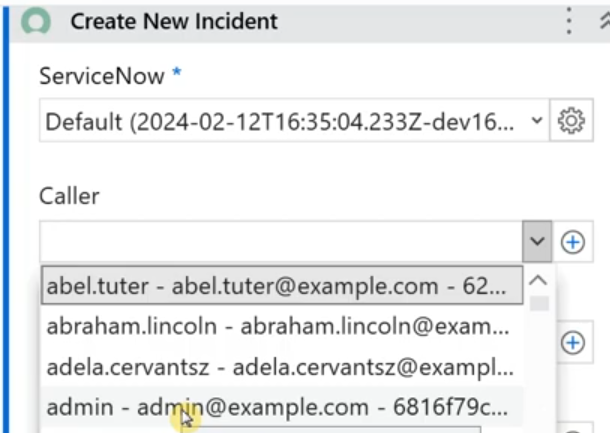 Create New Incident
ServiceNow *
Default (2024-02-12T16:35:04.233Z-dev16...
Caller
abel.tuter - abel.tuter@example.com - 62...
abraham.lincoln - abraham.lincoln@exam...
adela.cervantsz - adela.cervantsz@exampl...
admin - admin@example.com - 6816f79c...